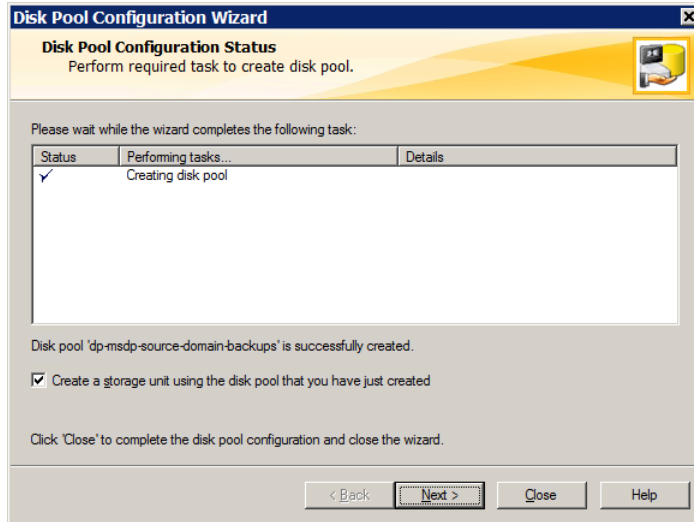 Disk Pool Configuration Wizard
Disk Pool Configuration Status
Perform required task to create disk pool.
Please wait while the wizard completes the following task:
Status Performing tasks... Details
Creating disk pool
Disk pool 'dp-msdp-source-domain-backups' is successfully created.
Create a storage unit using the disk pool that you have just created
Click 'Close' to complete the disk pool configuration and close the wizard.
< Back Next > Close Help